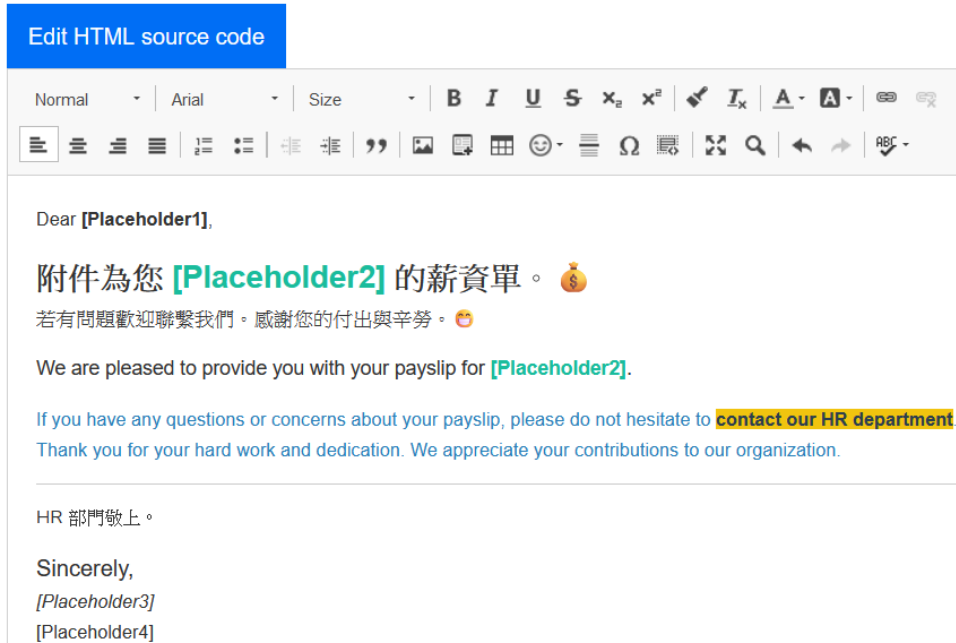 Edit HTML source code
Normal Arial Size B I U S x₂ x² Iₓ A A
Ω ABC
Dear [Placeholder1],
附件為您 [Placeholder2] 的薪資單。💰
若有問題歡迎聯繫我們。感謝您的付出與辛勞。😁
We are pleased to provide you with your payslip for [Placeholder2].
If you have any questions or concerns about your payslip, please do not hesitate to contact our HR department.
Thank you for your hard work and dedication. We appreciate your contributions to our organization.
HR 部門敬上。
Sincerely,
[Placeholder3]
[Placeholder4]